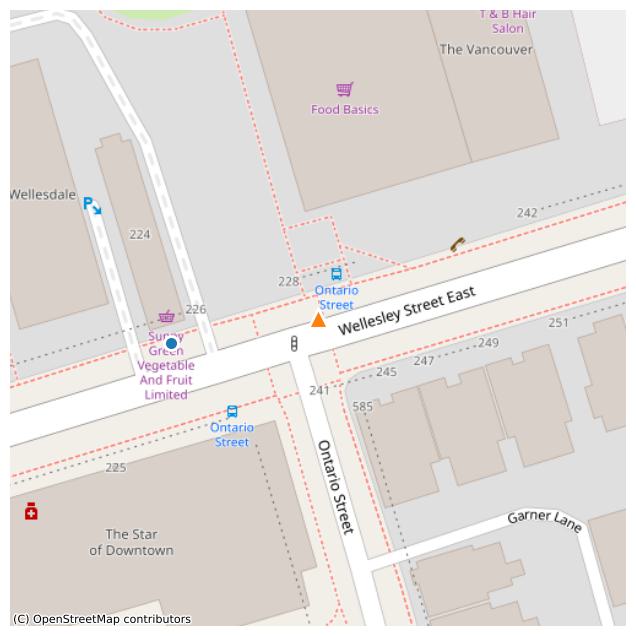 T & B Hair
Salon
The Vancouver
Food Basics
Wellesdale
P
224
242
228
Ontario
Street
226
Wellesley Street East
Sunny
Green
Vegetable
And Fruit
Limited
251
249
247
245
241
585
Ontario
Street
Ontario Street
225
The Star
of Downtown
Garner Lane
(C) OpenStreetMap contributors